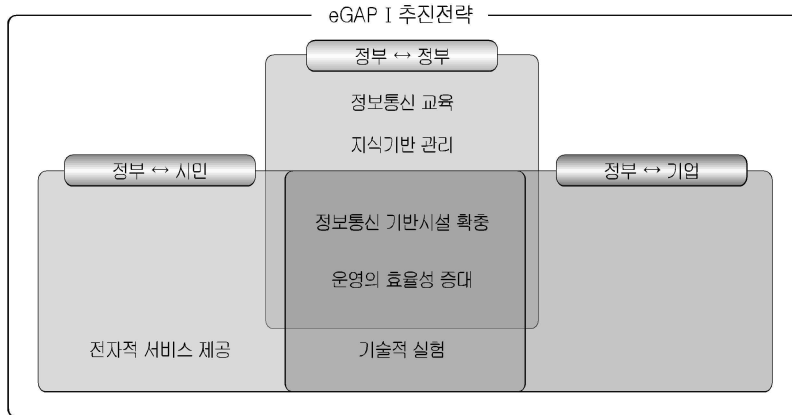 eGAP Ⅰ 추진전략
정부 ↔ 정부
정보통신 교육
지식기반 관리
정부 ↔ 시민
정부 ↔ 기업
정보통신 기반시설 확충
운영의 효율성 증대
전자적 서비스 제공
기술적 실험